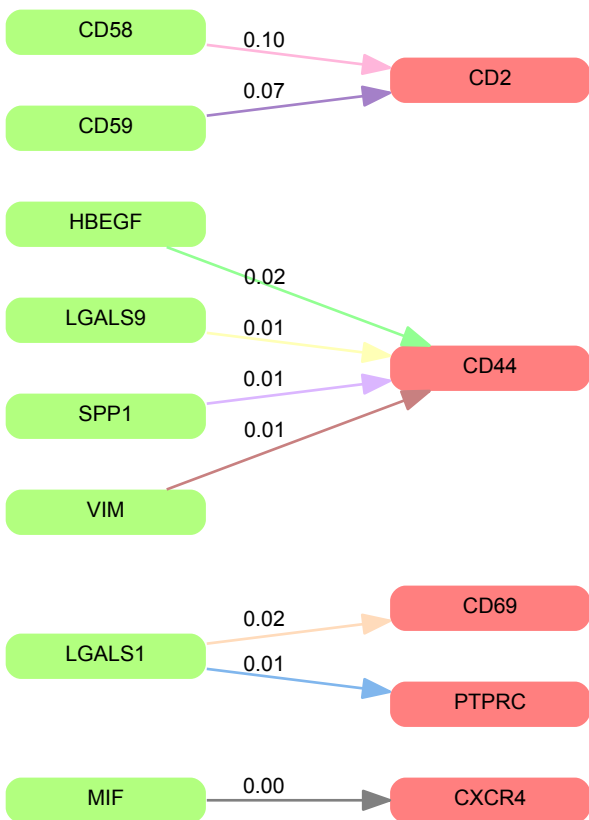 CD58
0.10
CD2
CD59
0.07
HBEGF
0.02
LGALS9
0.01
CD44
SPP1
0.01
VIM
0.01
LGALS1
0.02
CD69
0.01
PTPRC
MIF
0.00
CXCR4